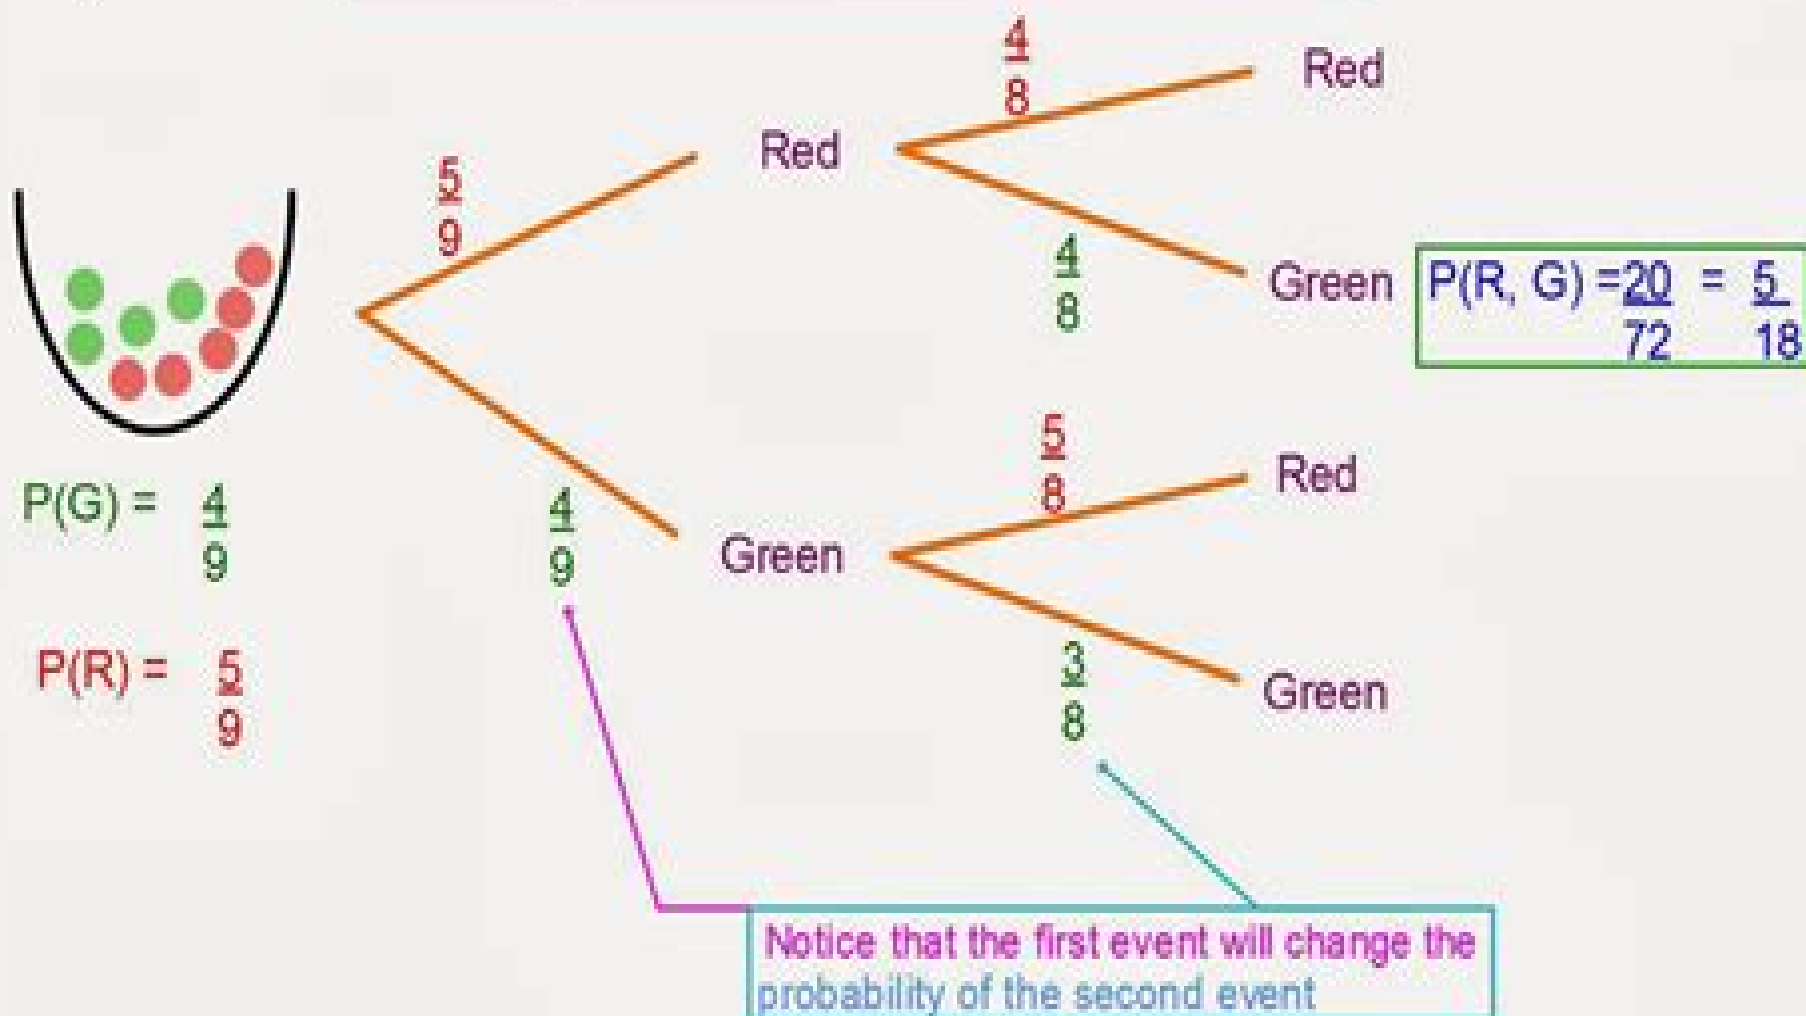 4
8
Red
5
9
Red
4
8
Green
P(R, G) = 20 = 5
72 18
P(G) = 4
9
4
9
Green
5
8
Red
P(R) = 5
9
3
8
Green
Notice that the first event will change the
probability of the second event